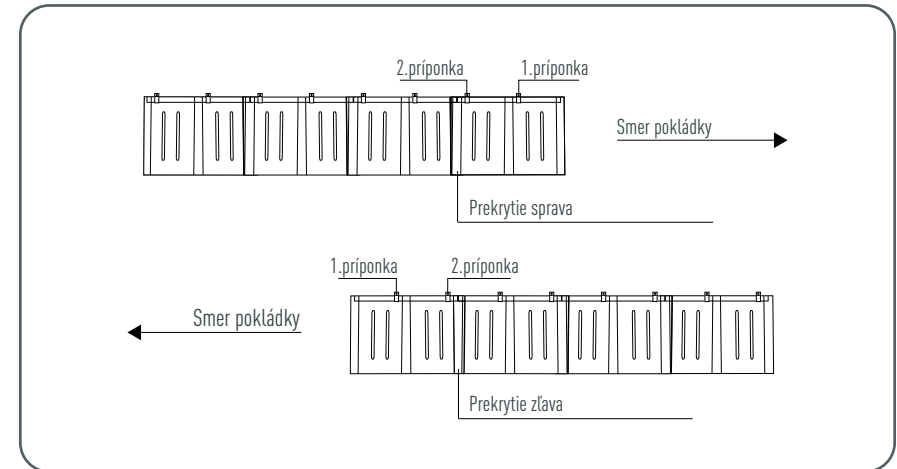 2.príponka 1.príponka
Smer pokládky
Prekrytie sprava
1.príponka 2.príponka
Smer pokládky
Prekrytie zľava